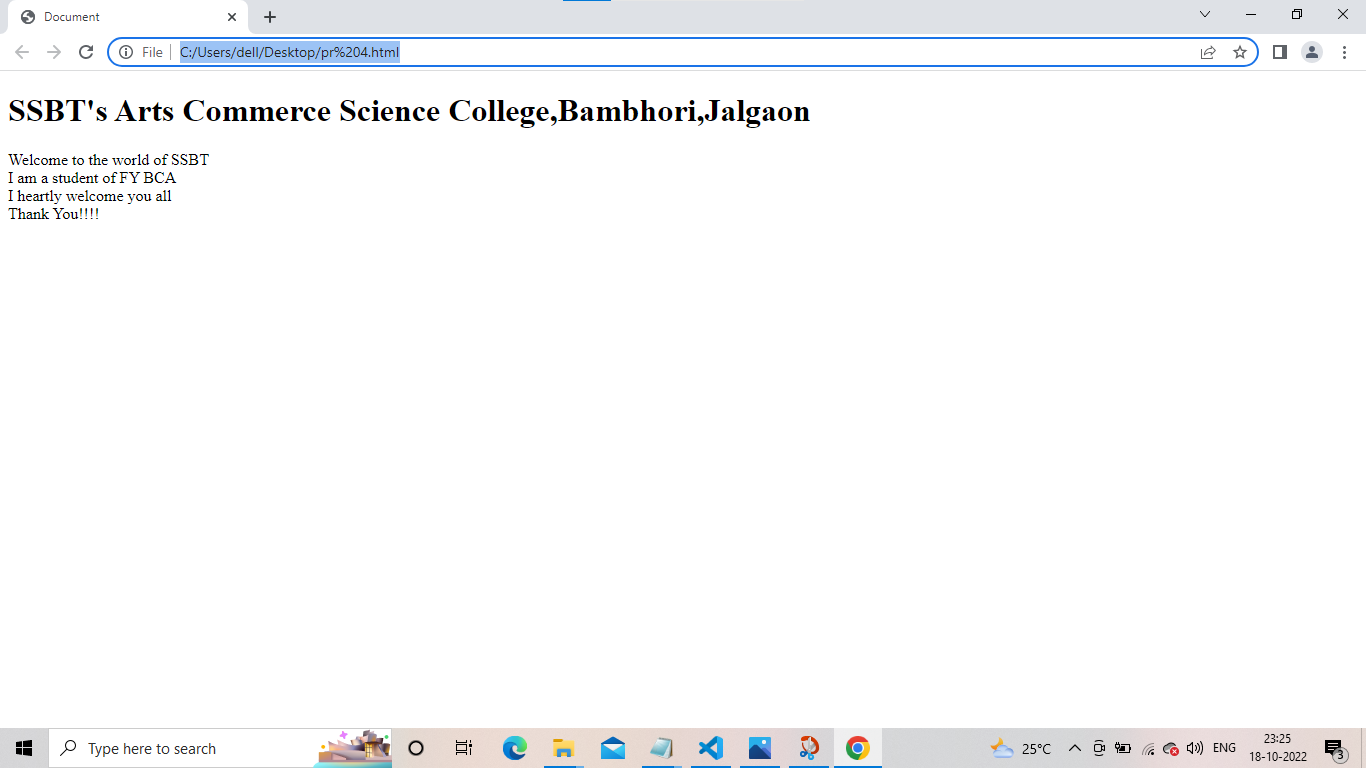 Document
File
C:/Users/dell/Desktop/pr%204.html
SSBT's Arts Commerce Science College,Bambhori,Jalgaon
Welcome to the world of SSBT
I am a student of FY BCA
I heartly welcome you all
Thank You!!!!
Type here to search
25°C
ENG
23:25
18-10-2022
3